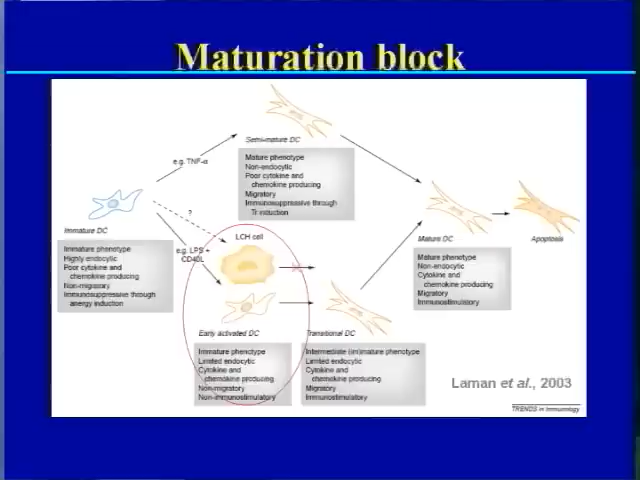 Maturation block
Semi-mature DC
e.g. TNF-α
Mature phenotype
Non-endocytic
Poor cytokine and
chemokine producing
Migratory
Immunosuppressive through
Tr induction
?
Immature DC
e.g. LPS +
CD40L
LCH cell
Mature DC
Apoptosis
Immature phenotype
Highly endocytic
Poor cytokine and
chemokine producing
Non-migratory
Immunosuppressive through
anergy induction
Mature phenotype
Non-endocytic
Cytokine and
chemokine producing
Migratory
Immunostimulatory
Early activated DC
Transitional DC
Immature phenotype
Limited endocytic
Cytokine and
chemokine producing
Non-migratory
Non-immunostimulatory
Intermediate (im)mature phenotype
Limited endocytic
Cytokine and
chemokine producing
Migratory
Immunostimulatory
Laman et al., 2003
TRENDS in Immunology